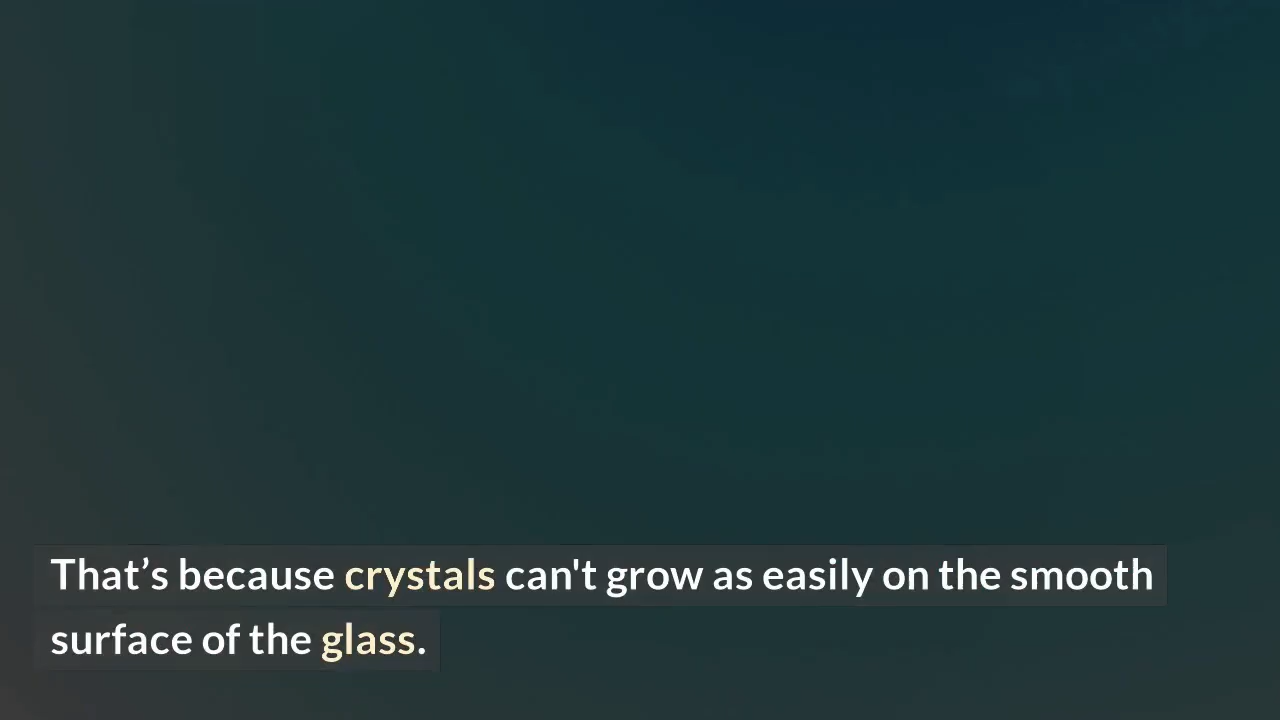 That’s because crystals can't grow as easily on the smooth
surface of the glass.